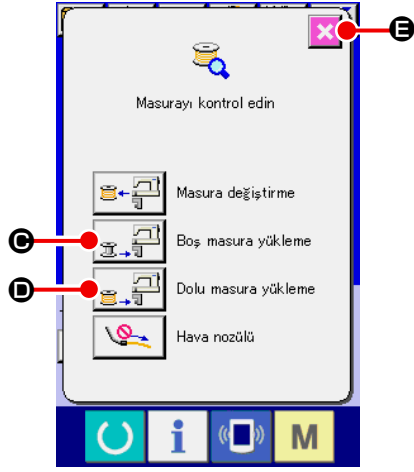 E
Masurayı kontrol edin
Masura değiştirme
C
Boş masura yükleme
D
Dolu masura yükleme
Hava nozülü
i
M